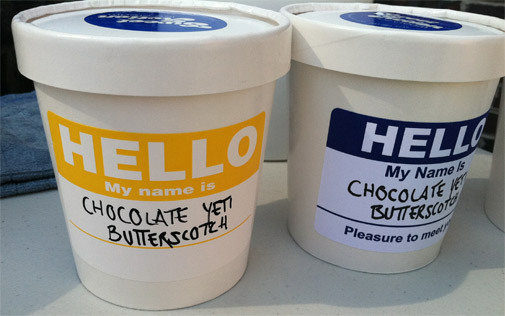 HELLO
My name is
CHOCOLATE YETI
BUTTERSCOTCH
HELLO
My Name Is
CHOCOLATE
BUTTERSCOTCH
Pleasure to meet